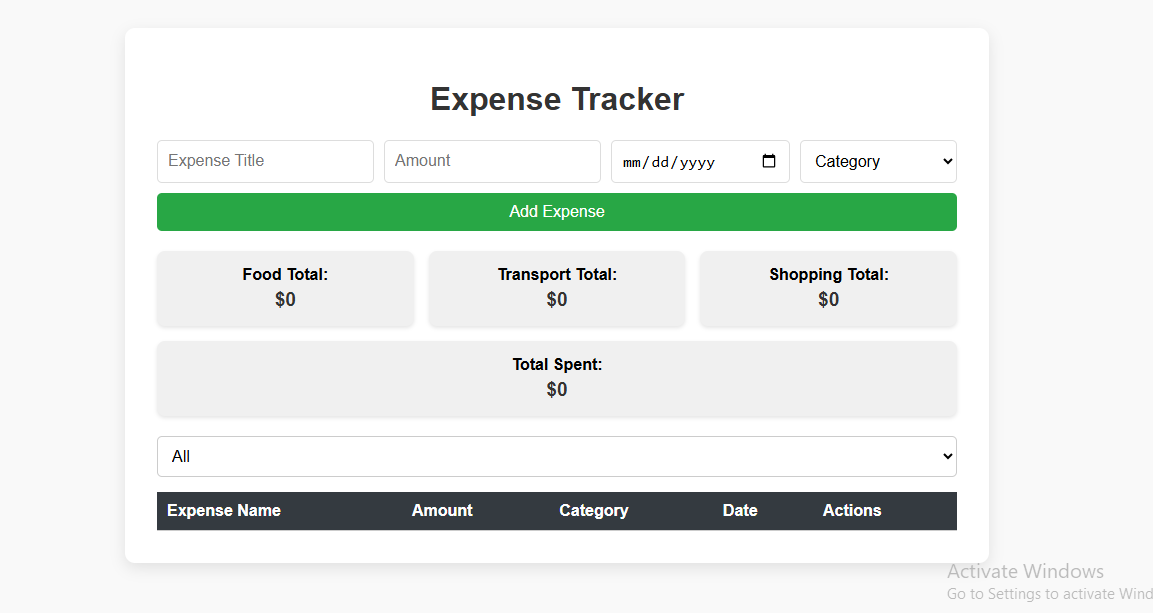 Expense Tracker
Expense Title Amount mm/dd/yyyy Category
Add Expense
Food Total: Transport Total: Shopping Total:
$0 $0 $0
Total Spent:
$0
All
Expense Name Amount Category Date Actions
Activate Windows
Go to Settings to activate Wind